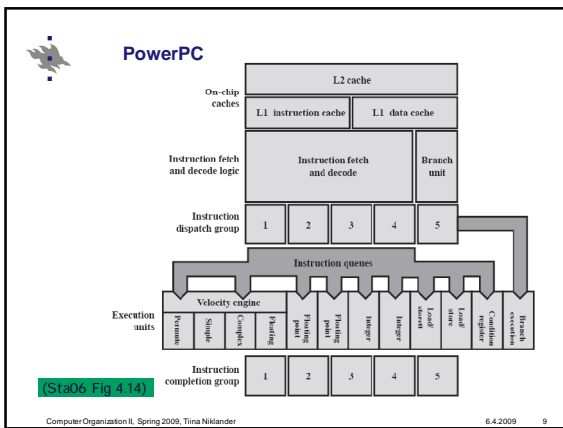 PowerPC
On-chip
caches
L2 cache
L1 instruction cache
L1 data cache
Instruction fetch
and decode logic
Instruction fetch
and decode
Branch
unit
Instruction
dispatch group
1
2
3
4
5
Instruction queues
Execution
units
Velocity engine
Permute
Simple
Complex
Floating
Floating
point
Floating
point
Integer
Integer
Load/
storett
Load/
store
Condition
register
Branch
execution
Instruction
completion group
1
2
3
4
5
(Sta06 Fig 4.14)
Computer Organization II, Spring 2009, Tiina Niklander
6.4.2009
9